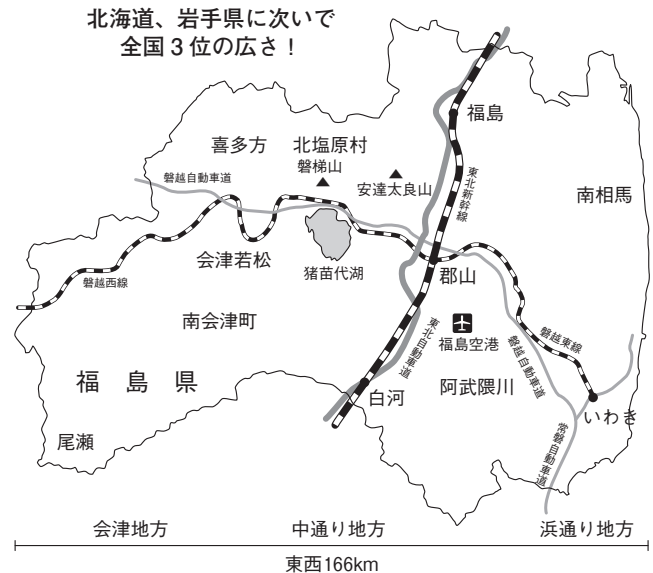 北海道、岩手県に次いで
全国3位の広さ！
福島
喜多方
北塩原村
磐梯山
安達太良山
磐越自動車道
東北新幹線
南相馬
会津若松
猪苗代湖
郡山
磐越西線
南会津町
福島空港
東北自動車道
磐越自動車道
磐越東線
福島県
白河
阿武隈川
いわき
尾瀬
常磐自動車道
会津地方
中通り地方
浜通り地方
東西166km